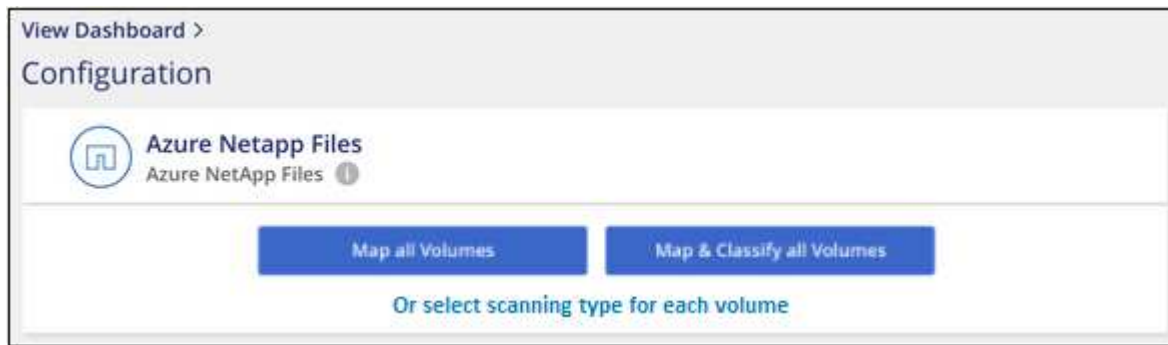 View Dashboard >
Configuration
Azure Netapp Files
Azure NetApp Files i
Map all Volumes
Map & Classify all Volumes
Or select scanning type for each volume